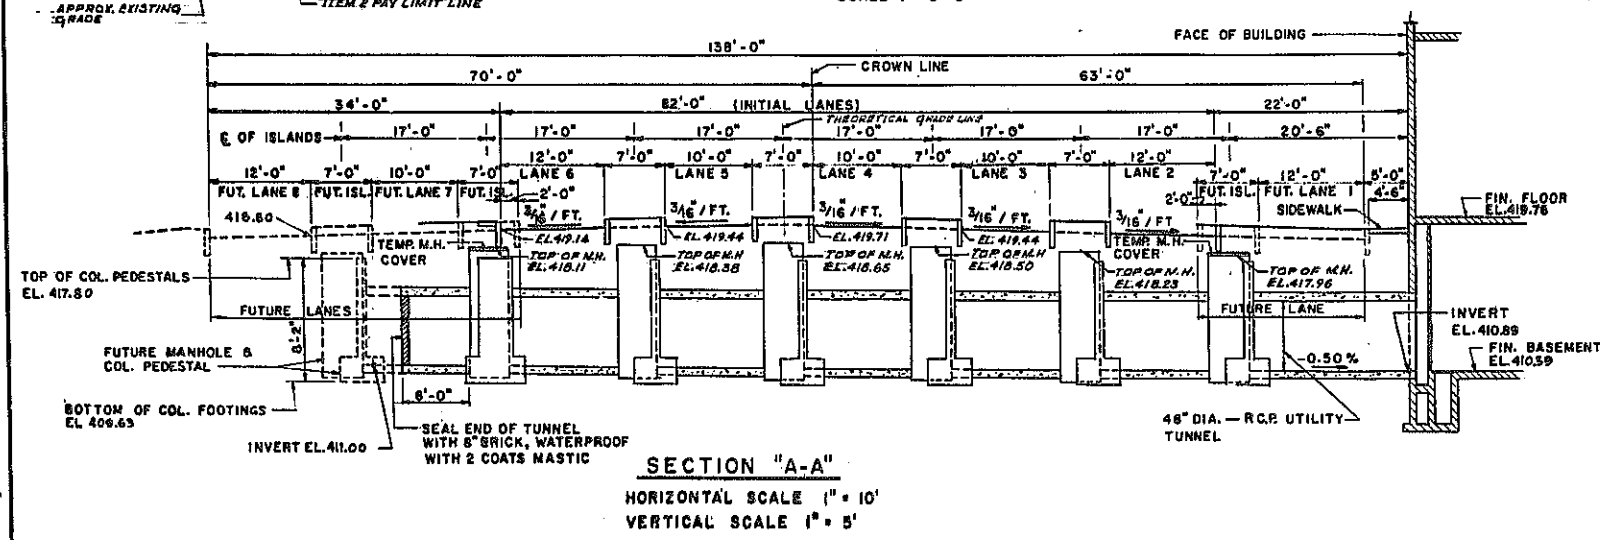 APPROX. EXISTING
GRADE
ITEM 2 PAY LIMIT LINE
FACE OF BUILDING
138'-0"
CROWN LINE
70'-0"
63'-0"
34'-0"
82'-0" (INITIAL LANES)
22'-0"
THEORETICAL GRADE LINE
℄ OF ISLANDS
17'-0"
17'-0"
17'-0"
17'-0"
17'-0"
17'-0"
20'-6"
12'-0"
7'-0"
10'-0"
7'-0"
12'-0"
7'-0"
10'-0"
7'-0"
10'-0"
7'-0"
10'-0"
7'-0"
12'-0"
7'-0"
12'-0"
5'-0"
FUT. LANE 8
FUT. ISL.
FUT. LANE 7
FUT. ISL.
LANE 6
LANE 5
LANE 4
LANE 3
LANE 2
FUT. ISL.
FUT. LANE 1
4'-6"
2'-0"
2'-0"
SIDEWALK
418.80
3/16"/FT.
3/16"/FT.
3/16"/FT.
3/16"/FT.
3/16"/FT
FIN. FLOOR
EL.419.76
EL.419.14
EL.419.44
EL.419.71
EL.419.44
TEMP. M.H.
COVER
TEMP. M.H.
COVER
TOP OF M.H.
EL.418.11
TOP OF M.H
EL.418.38
TOP OF M.H.
EL.418.65
TOP OF M.H
EL.418.50
TOP OF M.H.
EL.418.23
TOP OF M.H.
EL.417.96
TOP OF COL. PEDESTALS
EL. 417.80
FUTURE LANES
FUTURE LANE
8'-2"
INVERT
EL.410.89
FIN. BASEMENT
EL.410.59
-0.50%
FUTURE MANHOLE &
COL. PEDESTAL
6'-0"
BOTTOM OF COL. FOOTINGS
EL 409.63
INVERT EL.411.00
SEAL END OF TUNNEL
WITH 8" BRICK, WATERPROOF
WITH 2 COATS MASTIC
48" DIA. — R.C.P. UTILITY
TUNNEL
SECTION "A-A"
HORIZONTAL SCALE 1" = 10'
VERTICAL SCALE 1" = 5'